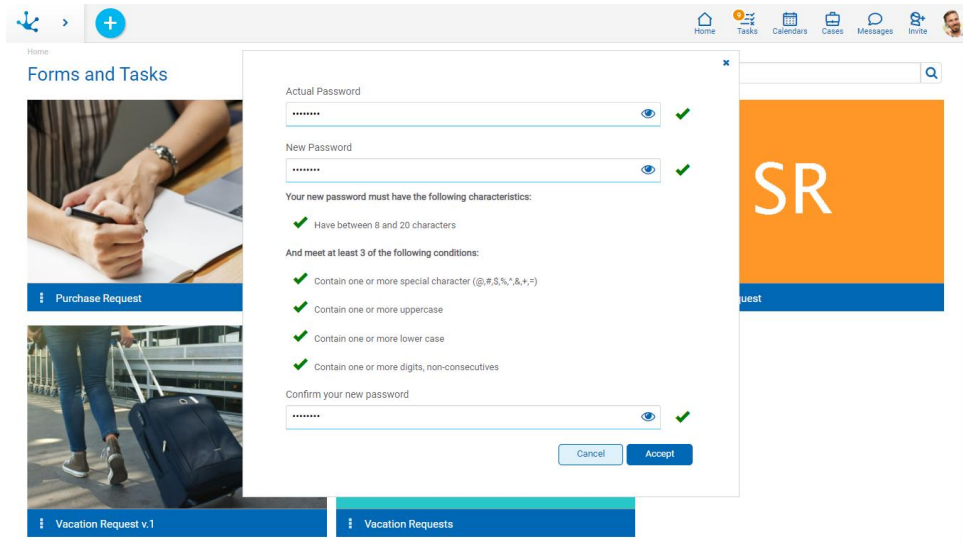 9
Home
Tasks
Calendars
Cases
Messages
Invite
Home
Forms and Tasks
Actual Password
••••••••
New Password
••••••••
Your new password must have the following characteristics:
Have between 8 and 20 characters
And meet at least 3 of the following conditions:
Contain one or more special character (@,#,$,%,^,&,+,=)
Contain one or more uppercase
Contain one or more lower case
Contain one or more digits, non-consecutives
Confirm your new password
••••••••
Cancel
Accept
SR
Purchase Request
Vacation Request v.1
Vacation Requests